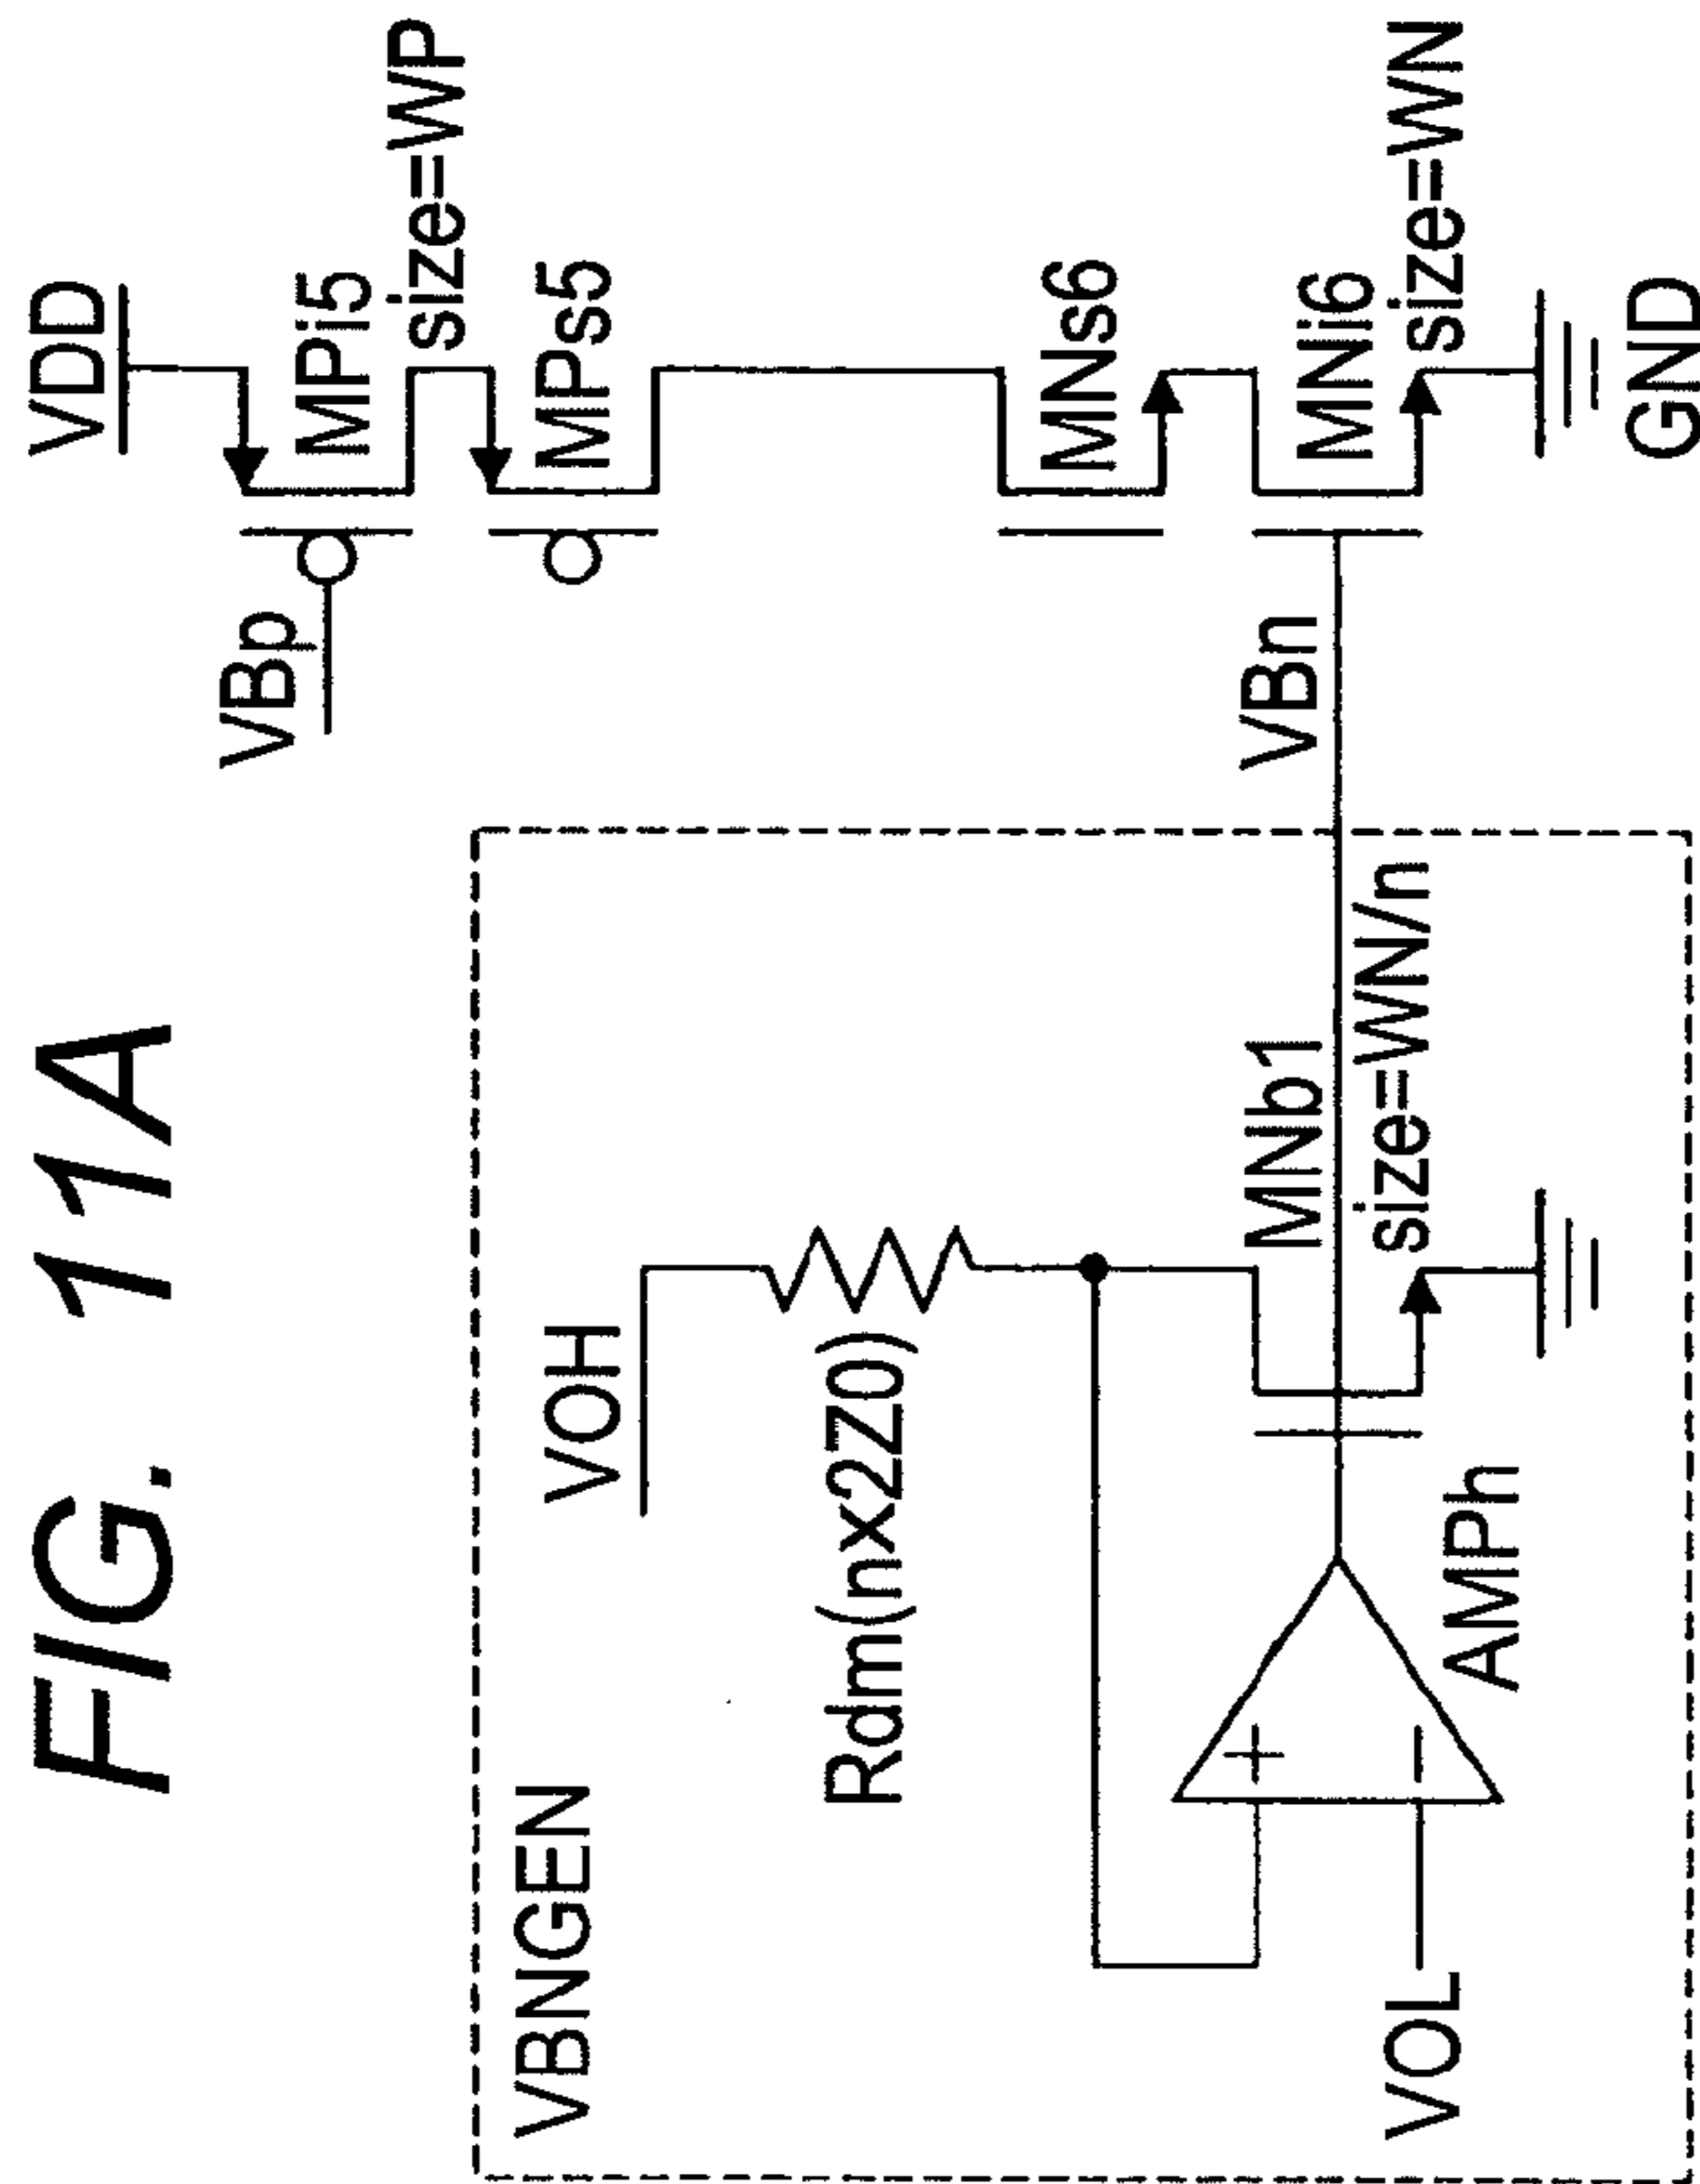 FIG. 11A
VDD
MPi5
size=WP
VBp
MPs5
VBNGEN
VOH
Rdm(nx2Z0)
MNs6
MNb1
size=WN/n
VBn
MNi6
size=WN
+
−
VOL
AMPh
GND